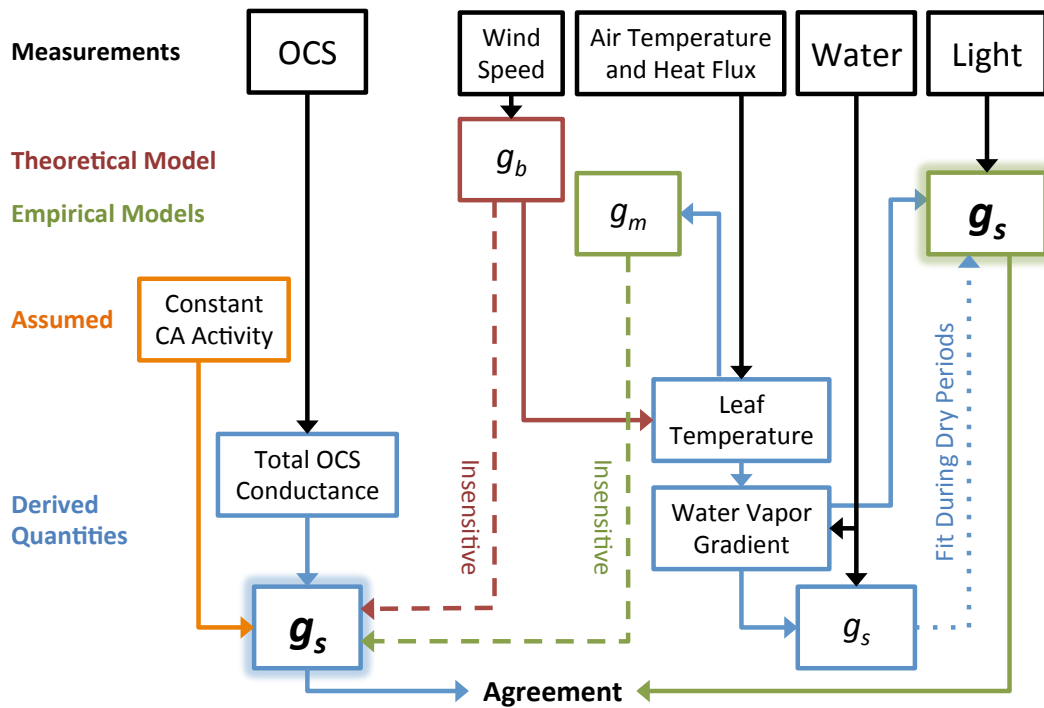 Measurements
OCS
Wind
Speed
Air Temperature
and Heat Flux
Water
Light
Theoretical Model
g_b
Empirical Models
g_m
g_s
Assumed
Constant
CA Activity
Leaf
Temperature
Total OCS
Conductance
Insensitive
Insensitive
Fit During Dry Periods
Derived
Quantities
Water Vapor
Gradient
g_s
g_s
Agreement